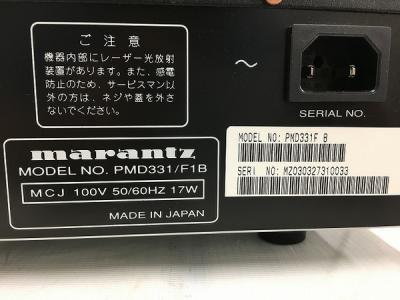 ご 注 意
機器内部にレーザー光放射
装置があります。また、感電
防止のため、サービスマン以
外の方は、ネジや蓋を外さ
ないでください。
～
SERIAL NO.
marantz
MODEL NO. PMD331/F1B
MCJ 100V 50/60HZ 17W
MADE IN JAPAN
MODEL NO: PMD331F B
SERI NO: MZ030327310033